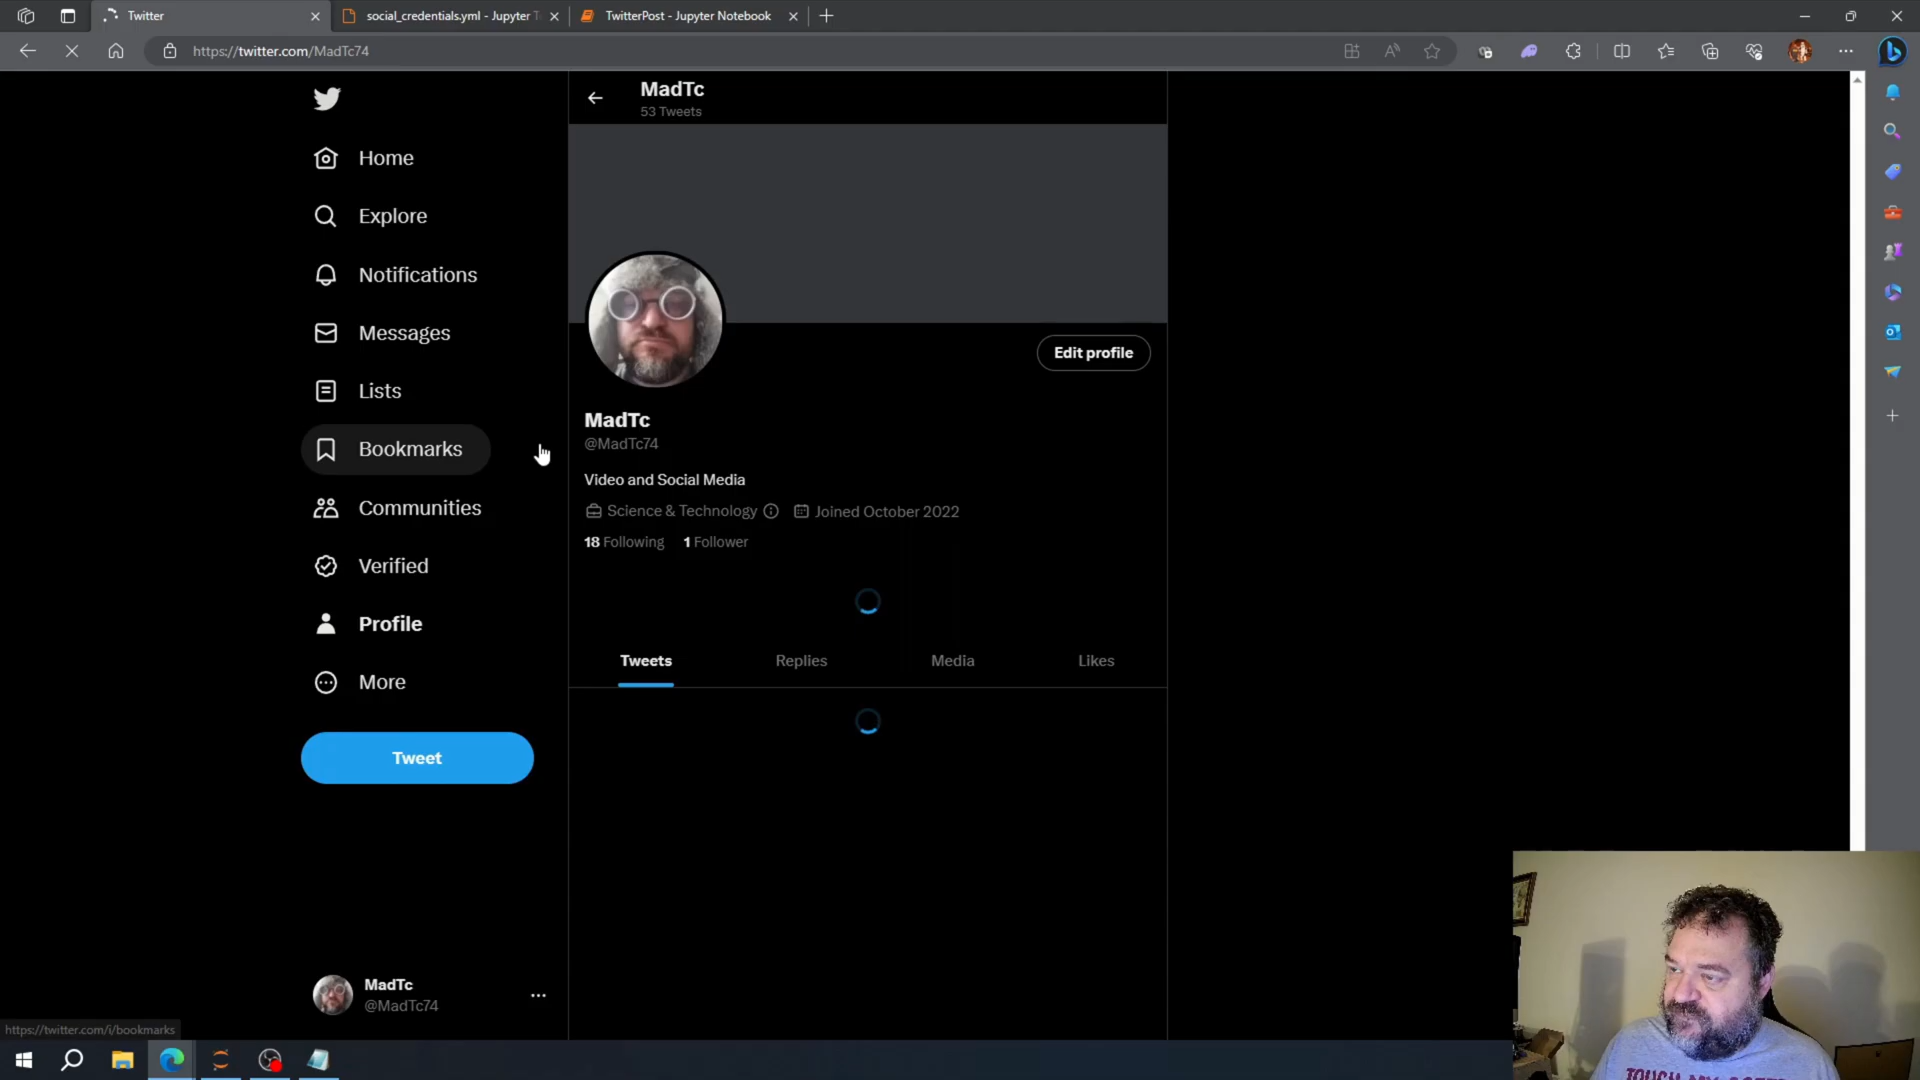 Twitter
social_credentials.yml - Jupyter T
TwitterPost - Jupyter Notebook
https://twitter.com/MadTc74
MadTc
53 Tweets
Home
Explore
Notifications
Messages
Lists
Bookmarks
Communities
Verified
Profile
More
Tweet
Edit profile
MadTc
@MadTc74
Video and Social Media
Science & Technology Joined October 2022
18 Following 1 Follower
Tweets Replies Media Likes
MadTc
@MadTc74
https://twitter.com/i/bookmarks
TOUCH MY